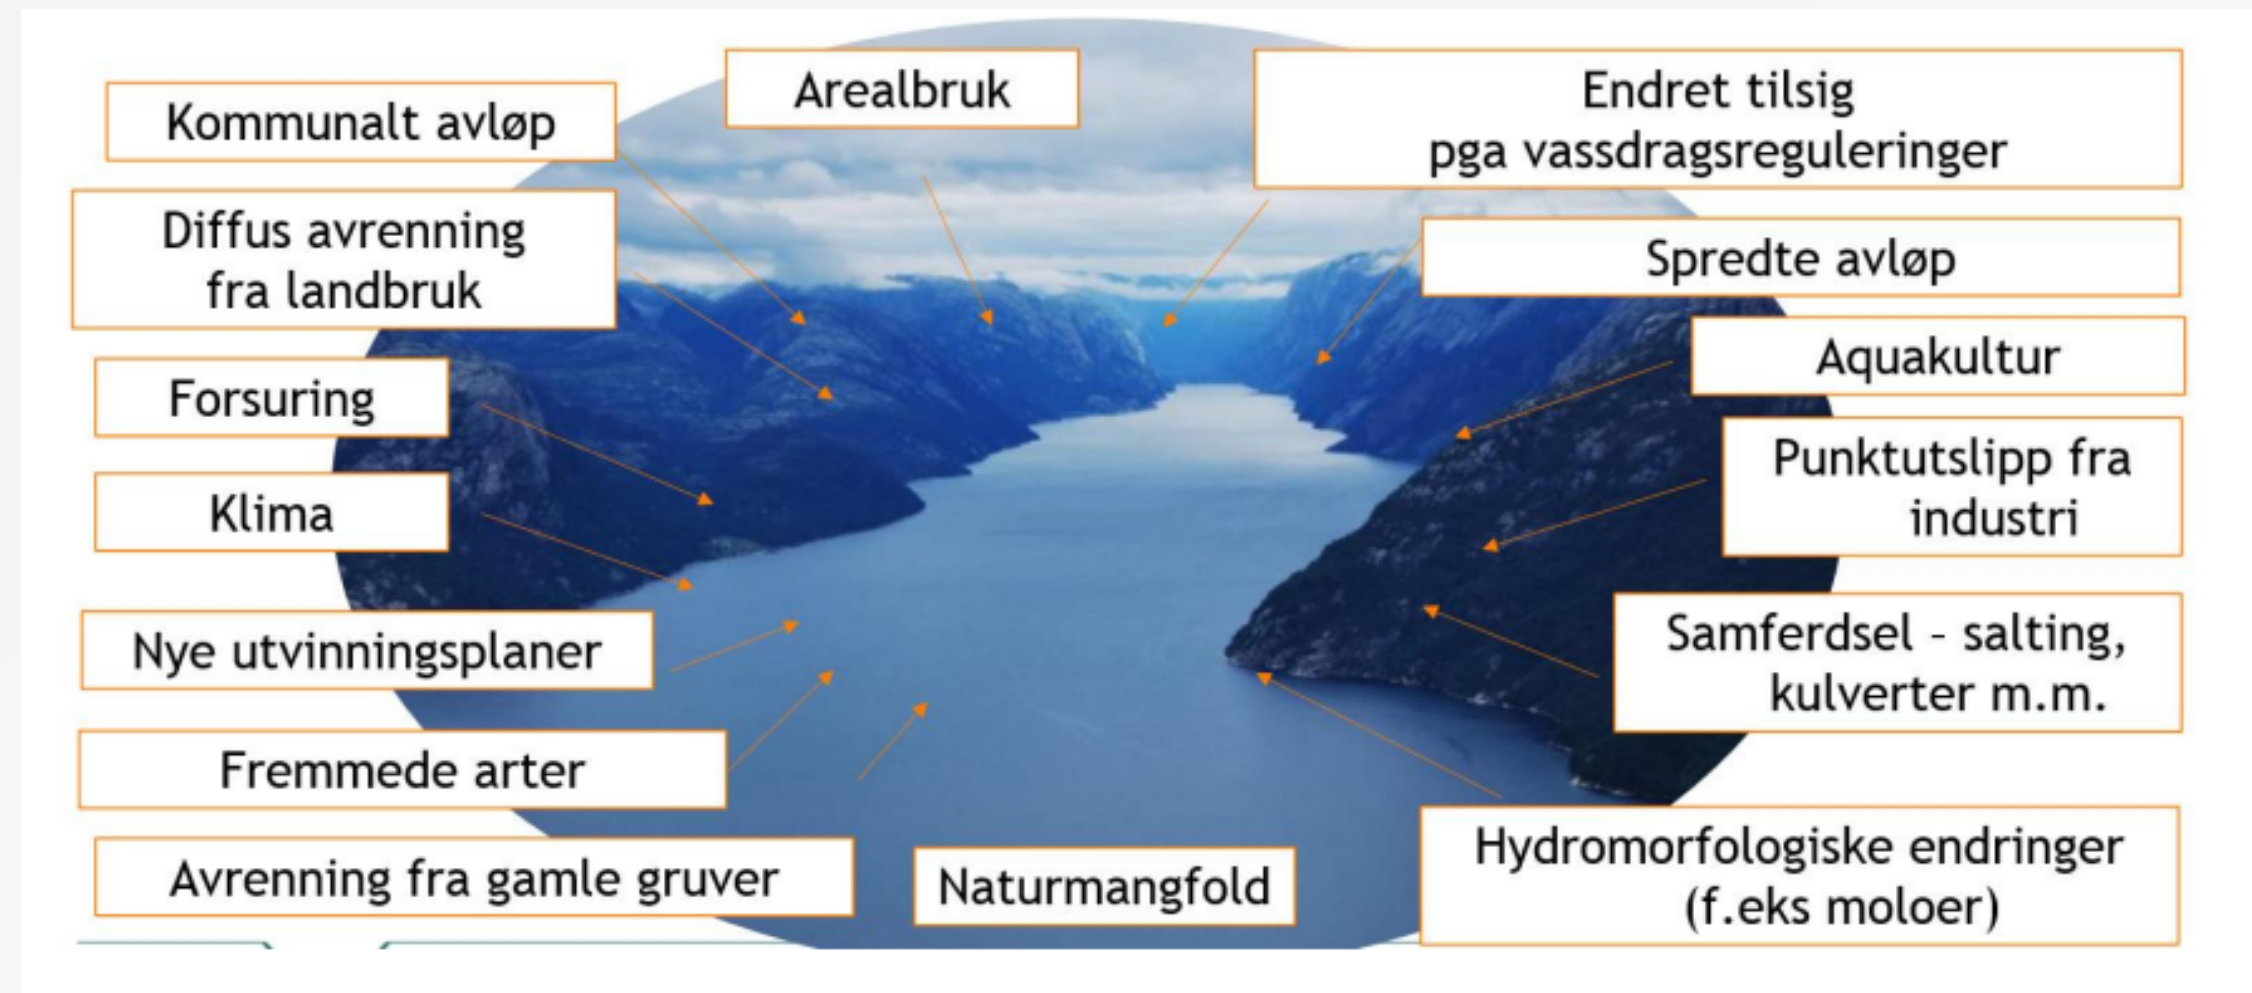 Kommunalt avløp
Arealbruk
Endret tilsig
pga vassdragsreguleringer
Diffus avrenning
fra landbruk
Spredte avløp
Forsuring
Aquakultur
Klima
Punktutslipp fra
industri
Nye utvinningsplaner
Samferdsel - salting,
kulverter m.m.
Fremmede arter
Avrenning fra gamle gruver
Naturmangfold
Hydromorfologiske endringer
(f.eks moloer)